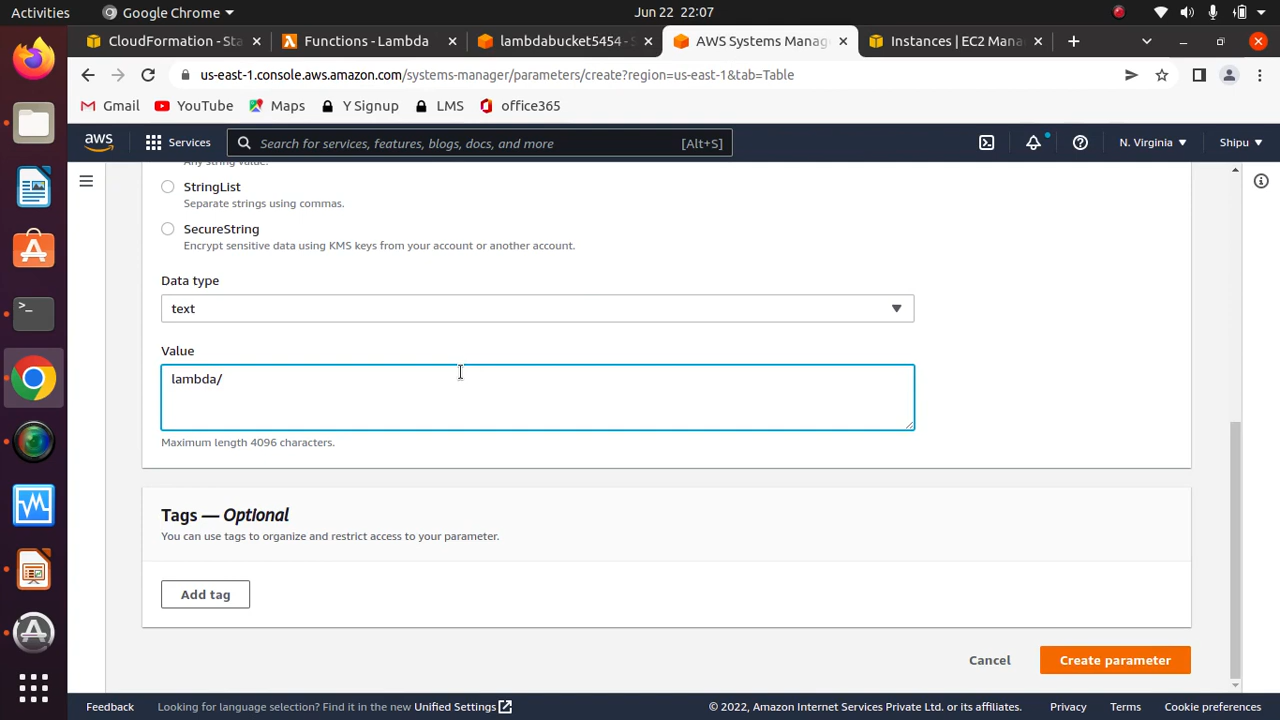 Activities Google Chrome Jun 22 22:07
CloudFormation - Sta Functions - Lambda lambdabucket5454 - S AWS Systems Manag Instances | EC2 Mana
us-east-1.console.aws.amazon.com/systems-manager/parameters/create?region=us-east-1&tab=Table
Gmail YouTube Maps Y Signup LMS office365
aws Services Search for services, features, blogs, docs, and more [Alt+S] N. Virginia Shipu
Any string value.
StringList
Separate strings using commas.
SecureString
Encrypt sensitive data using KMS keys from your account or another account.
Data type
text
Value
lambda/
Maximum length 4096 characters.
Tags — Optional
You can use tags to organize and restrict access to your parameter.
Add tag
Cancel Create parameter
Feedback Looking for language selection? Find it in the new Unified Settings © 2022, Amazon Internet Services Private Ltd. or its affiliates. Privacy Terms Cookie preferences